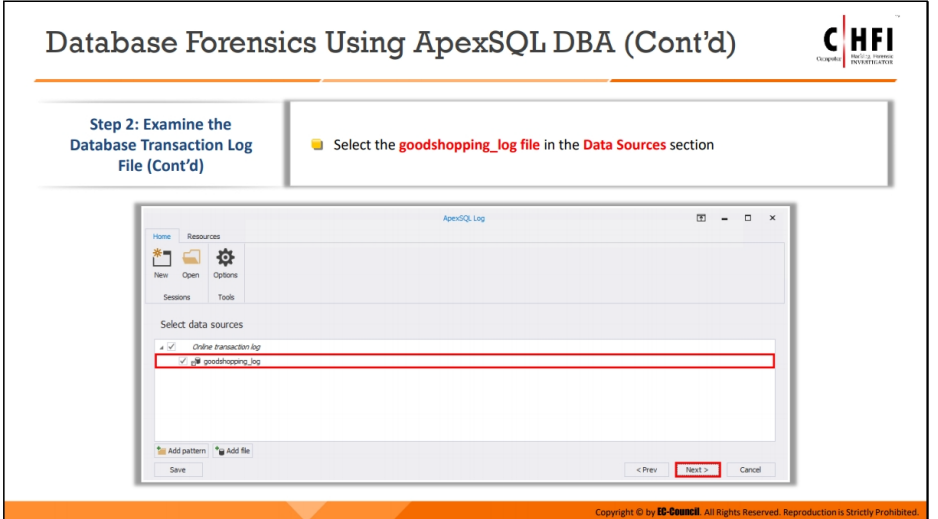 Database Forensics Using ApexSQL DBA (Cont'd)
C HFI
Computer Hacking Forensic
INVESTIGATOR
Step 2: Examine the
Database Transaction Log
File (Cont'd)
Select the goodshopping_log file in the Data Sources section
ApexSQL Log
Home Resources
New Open Options
Sessions Tools
Select data sources
Online transaction log
goodshopping_log
Add pattern Add file
Save < Prev Next > Cancel
Copyright © by EC-Council. All Rights Reserved. Reproduction is Strictly Prohibited.